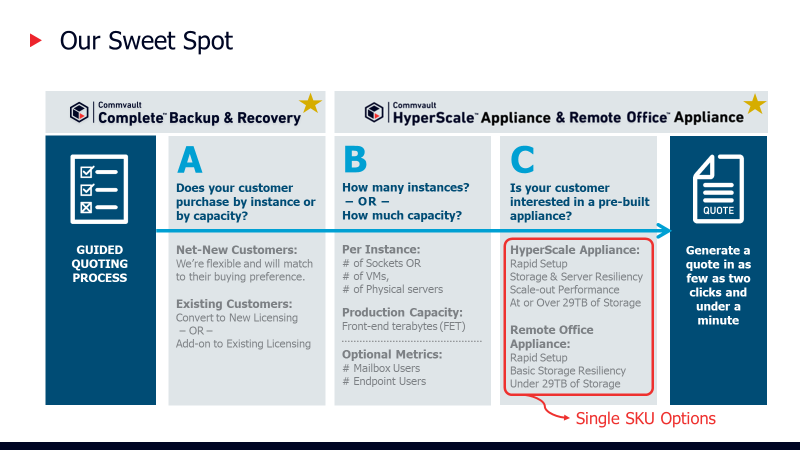 Our Sweet Spot
Commvault
Complete™ Backup & Recovery
Commvault
HyperScale™ Appliance & Remote Office™ Appliance
GUIDED
QUOTING
PROCESS
A
Does your customer
purchase by instance or
by capacity?
Net-New Customers:
We’re flexible and will match
to their buying preference.
Existing Customers:
Convert to New Licensing
– OR –
Add-on to Existing Licensing
B
How many instances?
– OR –
How much capacity?
Per Instance:
# of Sockets OR
# of VMs,
# of Physical servers
Production Capacity:
Front-end terabytes (FET)
Optional Metrics:
# Mailbox Users
# Endpoint Users
C
Is your customer
interested in a pre-built
appliance?
HyperScale Appliance:
Rapid Setup
Storage & Server Resiliency
Scale-out Performance
At or Over 29TB of Storage
Remote Office
Appliance:
Rapid Setup
Basic Storage Resiliency
Under 29TB of Storage
QUOTE
Generate a
quote in as
few as two
clicks and
under a
minute
Single SKU Options